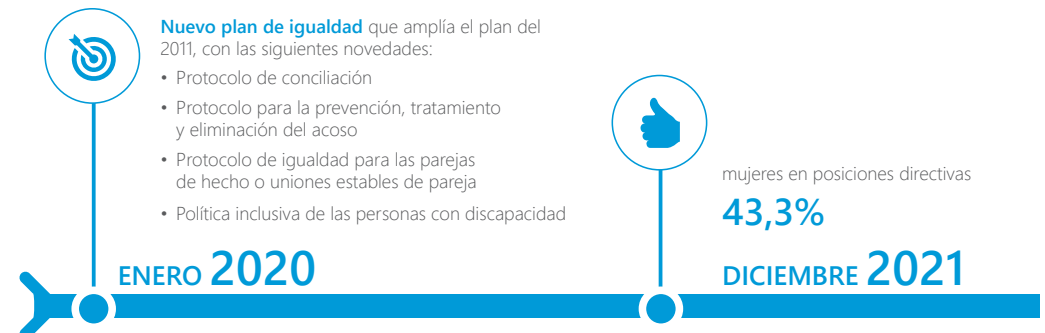 Nuevo plan de igualdad que amplía el plan del
2011, con las siguientes novedades:
• Protocolo de conciliación
• Protocolo para la prevención, tratamiento
y eliminación del acoso
• Protocolo de igualdad para las parejas
de hecho o uniones estables de pareja
• Política inclusiva de las personas con discapacidad
ENERO 2020
mujeres en posiciones directivas
43,3%
DICIEMBRE 2021